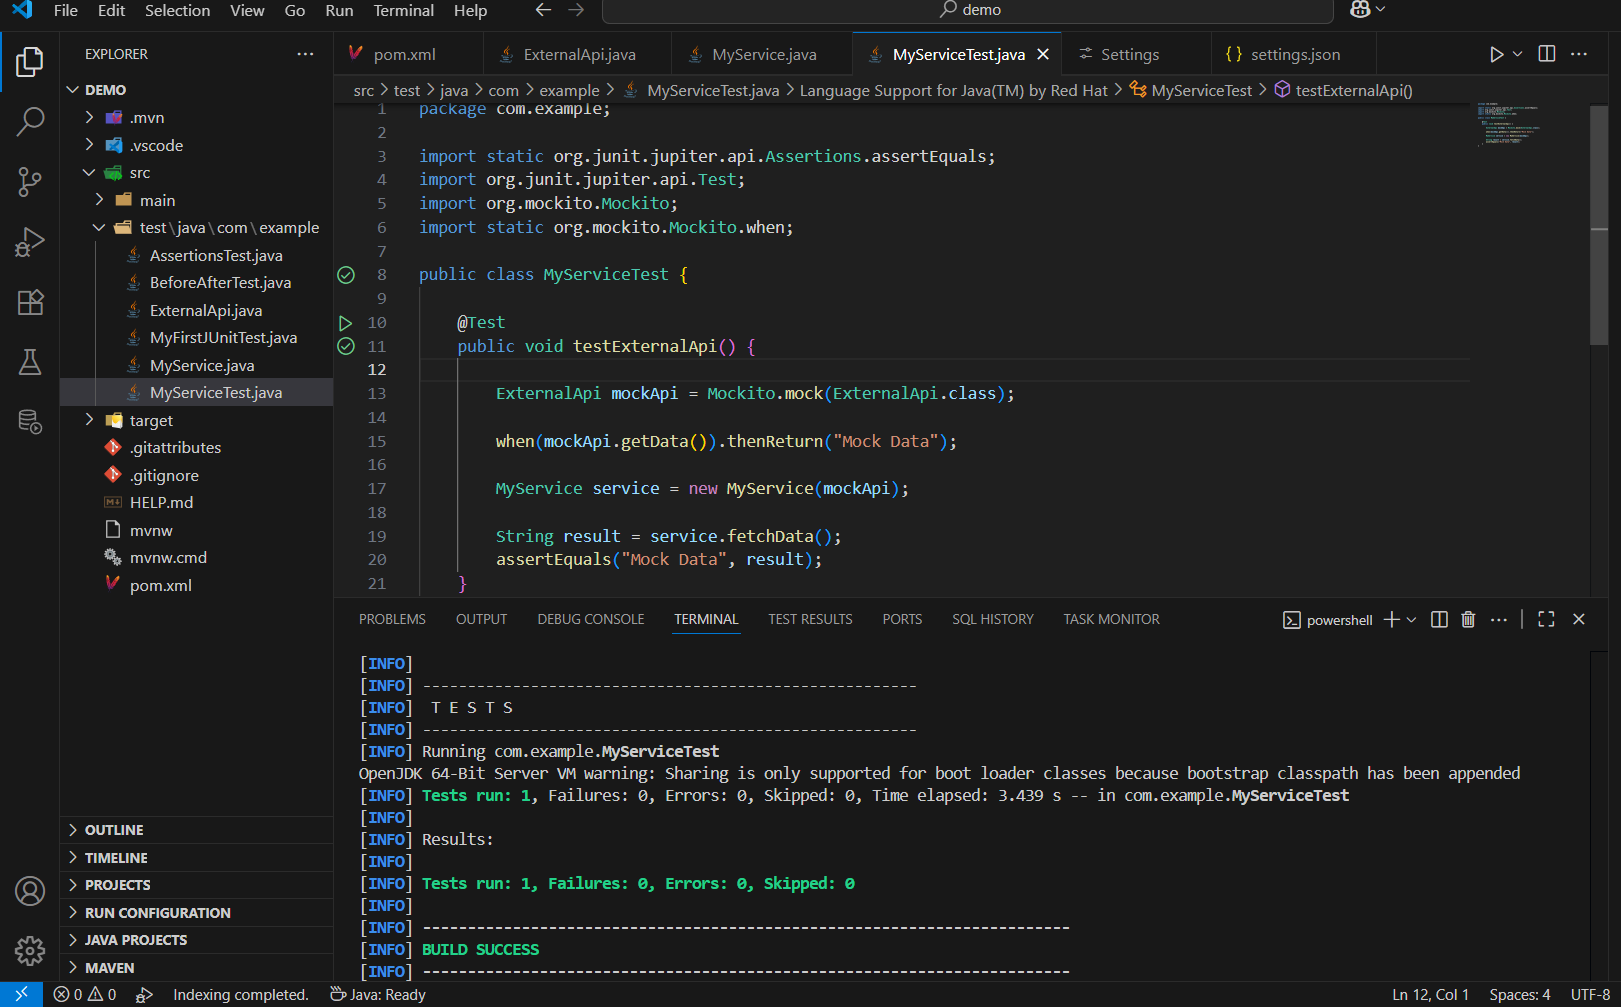 File Edit Selection View Go Run Terminal Help
demo
EXPLORER
pom.xml
ExternalApi.java
MyService.java
MyServiceTest.java
Settings
{} settings.json
src > test > java > com > example > MyServiceTest.java > Language Support for Java(TM) by Red Hat > MyServiceTest > testExternalApi()
DEMO
.mvn
.vscode
src
main
test\java\com\example
AssertionsTest.java
BeforeAfterTest.java
ExternalApi.java
MyFirstJUnitTest.java
MyService.java
MyServiceTest.java
target
.gitattributes
.gitignore
HELP.md
mvnw
mvnw.cmd
pom.xml
OUTLINE
TIMELINE
PROJECTS
RUN CONFIGURATION
JAVA PROJECTS
MAVEN
1 package com.example;
2
3 import static org.junit.jupiter.api.Assertions.assertEquals;
4 import org.junit.jupiter.api.Test;
5 import org.mockito.Mockito;
6 import static org.mockito.Mockito.when;
7
8 public class MyServiceTest {
9
10 @Test
11 public void testExternalApi() {
12
13 ExternalApi mockApi = Mockito.mock(ExternalApi.class);
14
15 when(mockApi.getData()).thenReturn("Mock Data");
16
17 MyService service = new MyService(mockApi);
18
19 String result = service.fetchData();
20 assertEquals("Mock Data", result);
21 }
PROBLEMS OUTPUT DEBUG CONSOLE TERMINAL TEST RESULTS PORTS SQL HISTORY TASK MONITOR
powershell
[INFO]
[INFO] -------------------------------------------------------
[INFO]  T E S T S
[INFO] -------------------------------------------------------
[INFO] Running com.example.MyServiceTest
OpenJDK 64-Bit Server VM warning: Sharing is only supported for boot loader classes because bootstrap classpath has been appended
[INFO] Tests run: 1, Failures: 0, Errors: 0, Skipped: 0, Time elapsed: 3.439 s -- in com.example.MyServiceTest
[INFO]
[INFO] Results:
[INFO]
[INFO] Tests run: 1, Failures: 0, Errors: 0, Skipped: 0
[INFO]
[INFO] ------------------------------------------------------------------------
[INFO] BUILD SUCCESS
[INFO] ------------------------------------------------------------------------
0 0 Indexing completed. Java: Ready
Ln 12, Col 1 Spaces: 4 UTF-8